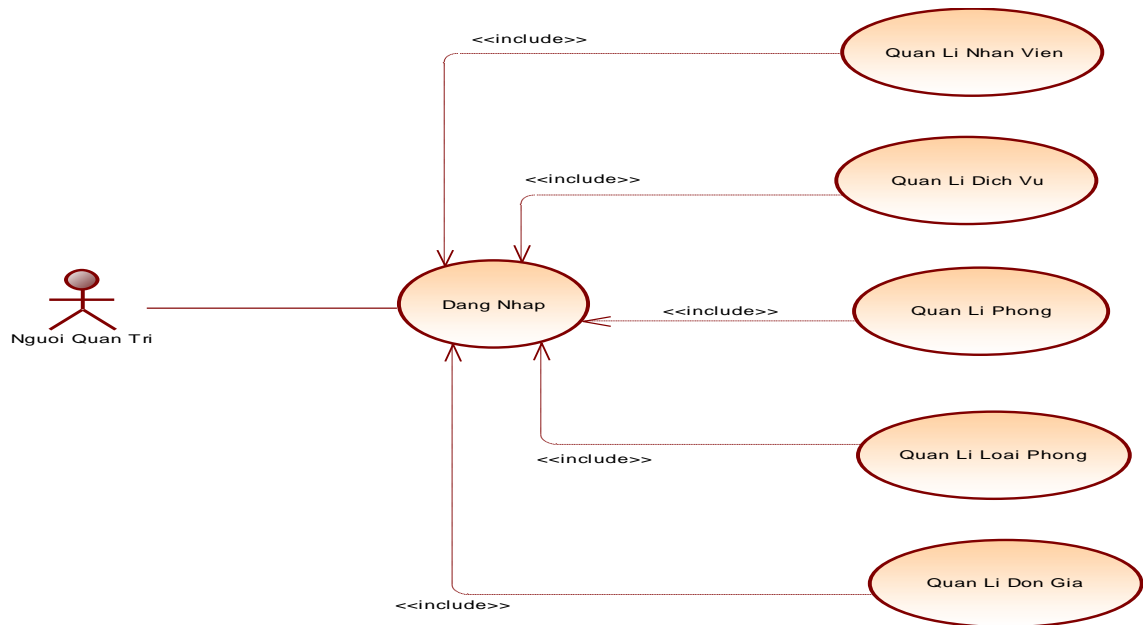 <<include>>
Quan Li Nhan Vien
<<include>>
Quan Li Dich Vu
Nguoi Quan Tri
Dang Nhap
<<include>>
Quan Li Phong
<<include>>
Quan Li Loai Phong
<<include>>
Quan Li Don Gia